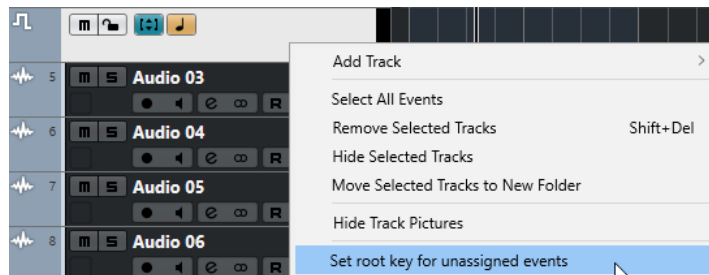 m
Add Track
5 m S Audio 03
R
Select All Events
6 m S Audio 04
R
Remove Selected Tracks Shift+Del
Hide Selected Tracks
7 m S Audio 05
R
Move Selected Tracks to New Folder
Hide Track Pictures
8 m S Audio 06
R
Set root key for unassigned events